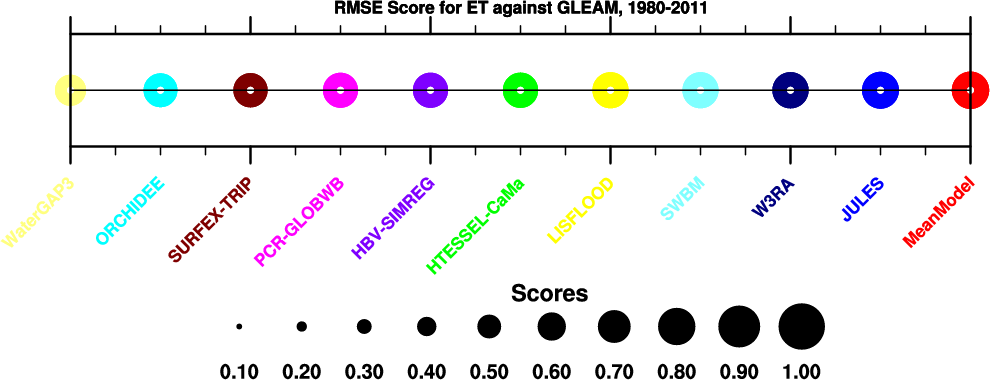 RMSE Score for ET against GLEAM, 1980-2011
WaterGAP3
ORCHIDEE
SURFEX-TRIP
PCR-GLOBWB
HBV-SIMREG
HTESSEL-CaMa
LISFLOOD
SWBM
W3RA
JULES
MeanModel
Scores
0.10 0.20 0.30 0.40 0.50 0.60 0.70 0.80 0.90 1.00